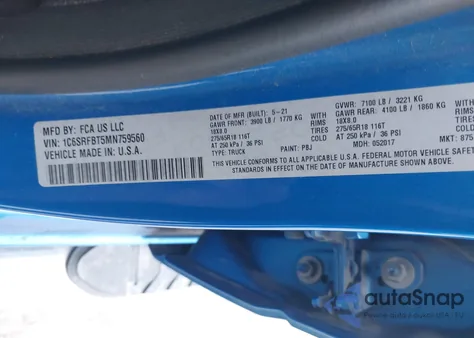 MFD BY: FCA US LLC
VIN: 1C6SRFBT5MN759560
VEHICLE MADE IN: U.S.A.
DATE OF MFR (BUILT): 5-21
GAWR FRONT: 3900 LB / 1770 KG
18X8.0 RIMS
275/65R18 116T TIRES
AT 250 kPa / 36 PSI
TYPE: TRUCK PAINT: PBJ
GVWR: 7100 LB / 3221 KG
GAWR REAR: 4100 LB / 1860 KG
18X8.0 RIMS
275/65R18 116T TIRES
AT 250 kPa / 36 PSI
MDH: 052017 MKT: 875
THIS VEHICLE CONFORMS TO ALL APPLICABLE FEDERAL MOTOR VEHICLE SAFETY
STANDARDS IN EFFECT ON THE DATE OF MANUFACTURE SHOWN ABOVE.
autoSnap